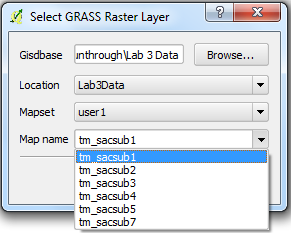 Select GRASS Raster Layer
Gisdbase unthrough\Lab 3 Data Browse...
Location Lab3Data
Mapset user1
Map name tm_sacsub1
tm_sacsub1
tm_sacsub2
tm_sacsub3
tm_sacsub4
tm_sacsub5
tm_sacsub7